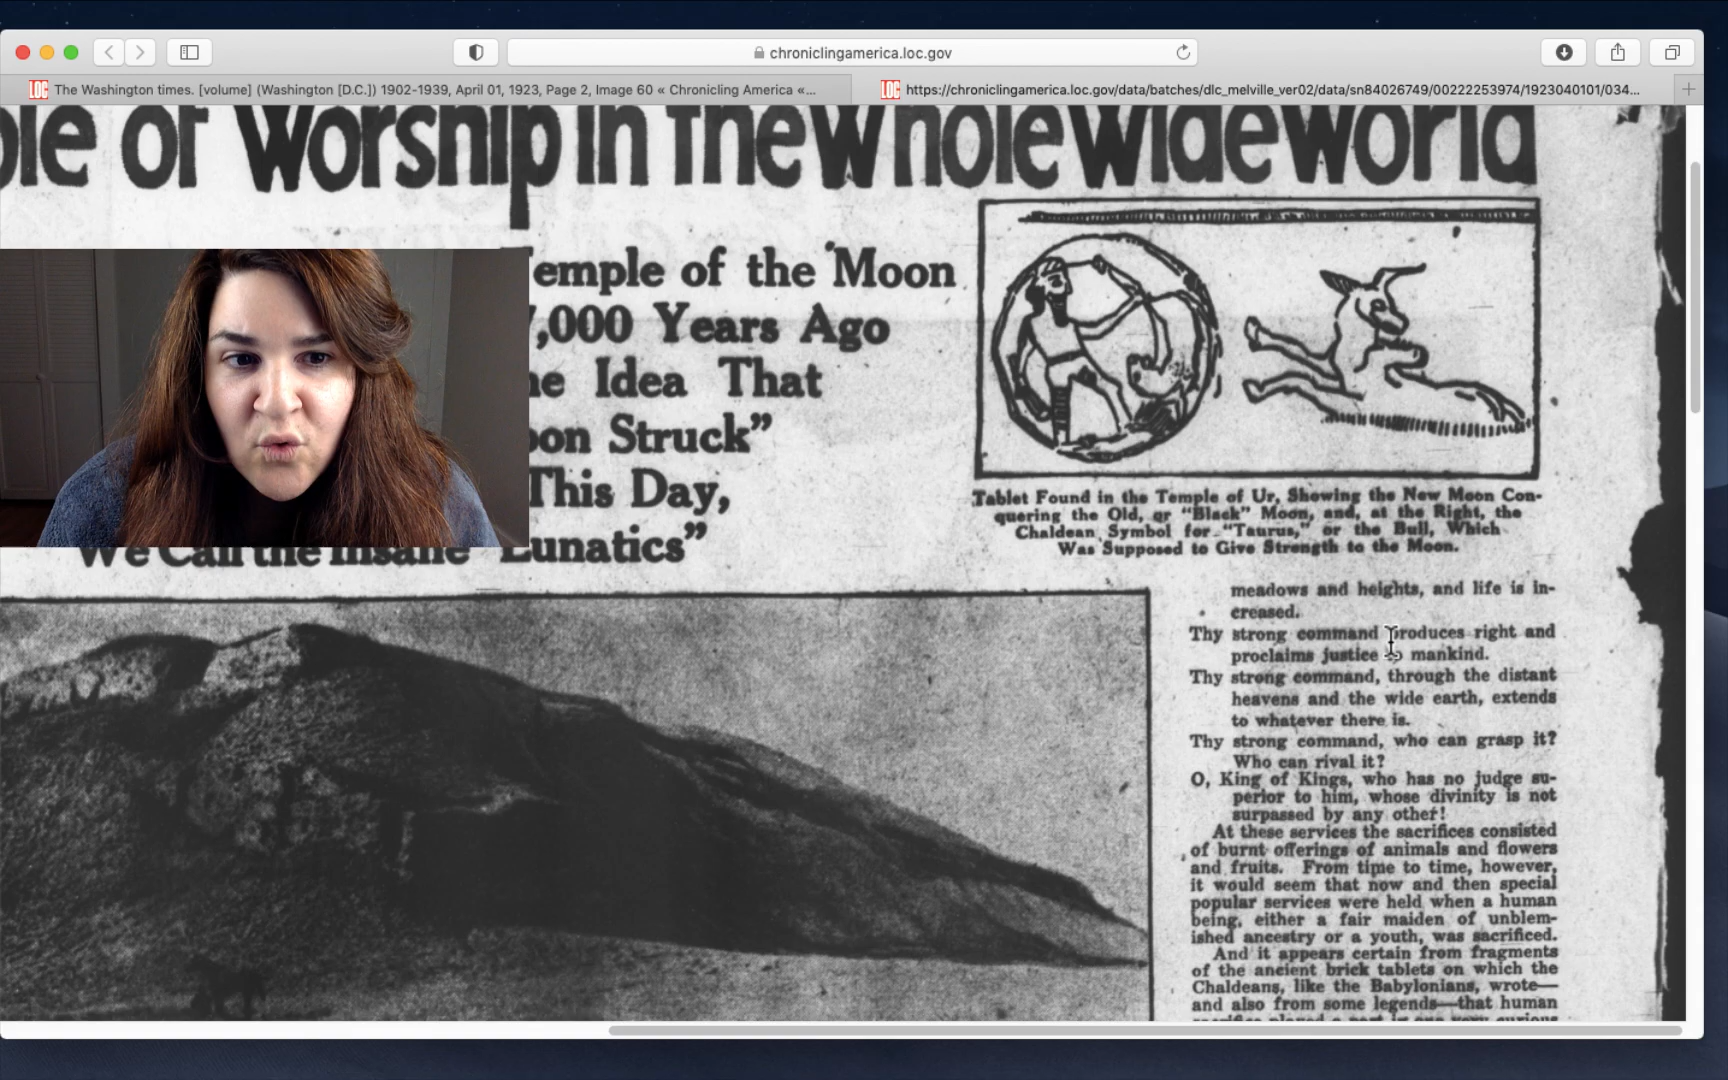 chroniclingamerica.loc.gov
LOC The Washington times. [volume] (Washington [D.C.]) 1902-1939, April 01, 1923, Page 2, Image 60 « Chronicling America «...
LOC https://chroniclingamerica.loc.gov/data/batches/dlc_melville_ver02/data/sn84026749/00222253974/1923040101/034...
ple of Worship in the Whole Wide World
emple of the Moon
7,000 Years Ago
he Idea That
oon Struck”
This Day,
We Call the Insane “Lunatics”
Tablet Found in the Temple of Ur, Showing the New Moon Con-
quering the Old, or “Black” Moon, and, at the Right, the
Chaldean Symbol for “Taurus,” or the Bull, Which
Was Supposed to Give Strength to the Moon.
meadows and heights, and life is in-
creased.
Thy strong command produces right and
proclaims justice to mankind.
Thy strong command, through the distant
heavens and the wide earth, extends
to whatever there is.
Thy strong command, who can grasp it?
Who can rival it?
O, King of Kings, who has no judge su-
perior to him, whose divinity is not
surpassed by any other!
At these services the sacrifices consisted
of burnt offerings of animals and flowers
and fruits. From time to time, however,
it would seem that now and then special
popular services were held when a human
being, either a fair maiden of unblem-
ished ancestry or a youth, was sacrificed.
And it appears certain from fragments
of the ancient brick tablets on which the
Chaldeans, like the Babylonians, wrote—
and also from some legends—that human